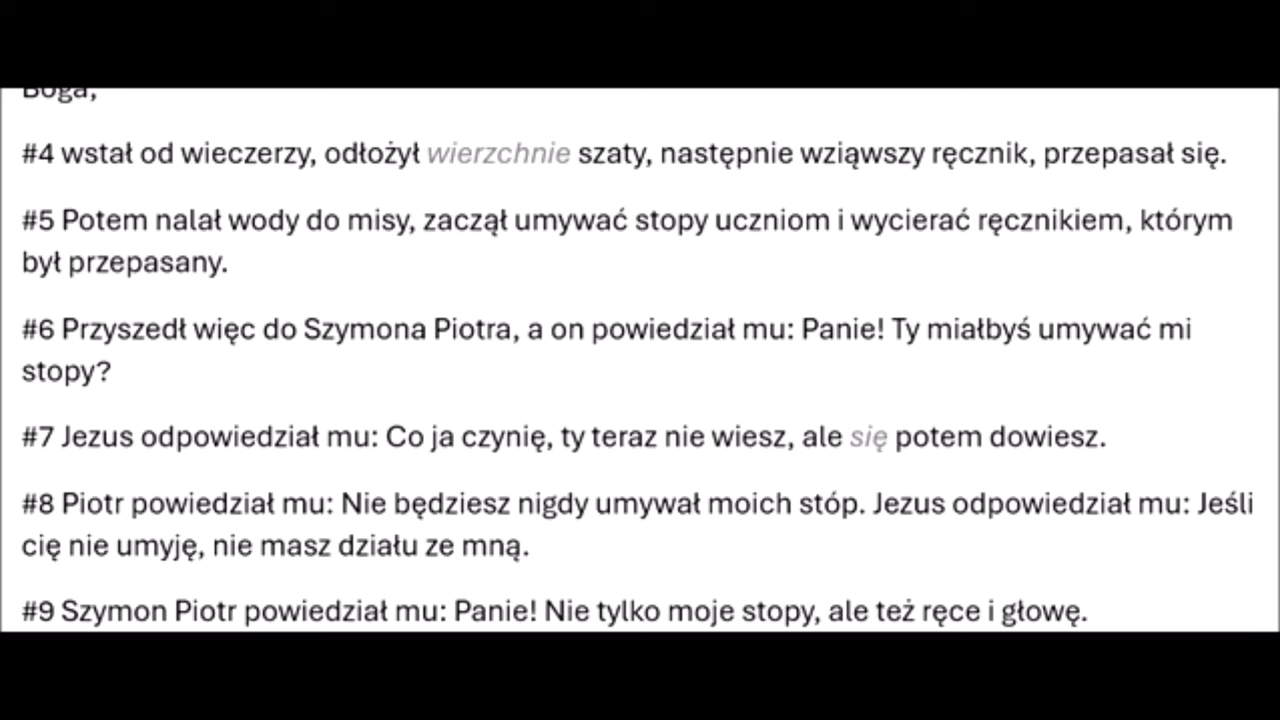 Boga,
#4 wstał od wieczerzy, odłożył wierzchnie szaty, następnie wziąwszy ręcznik, przepasał się.
#5 Potem nalał wody do misy, zaczął umywać stopy uczniom i wycierać ręcznikiem, którym
był przepasany.
#6 Przyszedł więc do Szymona Piotra, a on powiedział mu: Panie! Ty miałbyś umywać mi
stopy?
#7 Jezus odpowiedział mu: Co ja czynię, ty teraz nie wiesz, ale się potem dowiesz.
#8 Piotr powiedział mu: Nie będziesz nigdy umywał moich stóp. Jezus odpowiedział mu: Jeśli
cię nie umyję, nie masz działu ze mną.
#9 Szymon Piotr powiedział mu: Panie! Nie tylko moje stopy, ale też ręce i głowę.